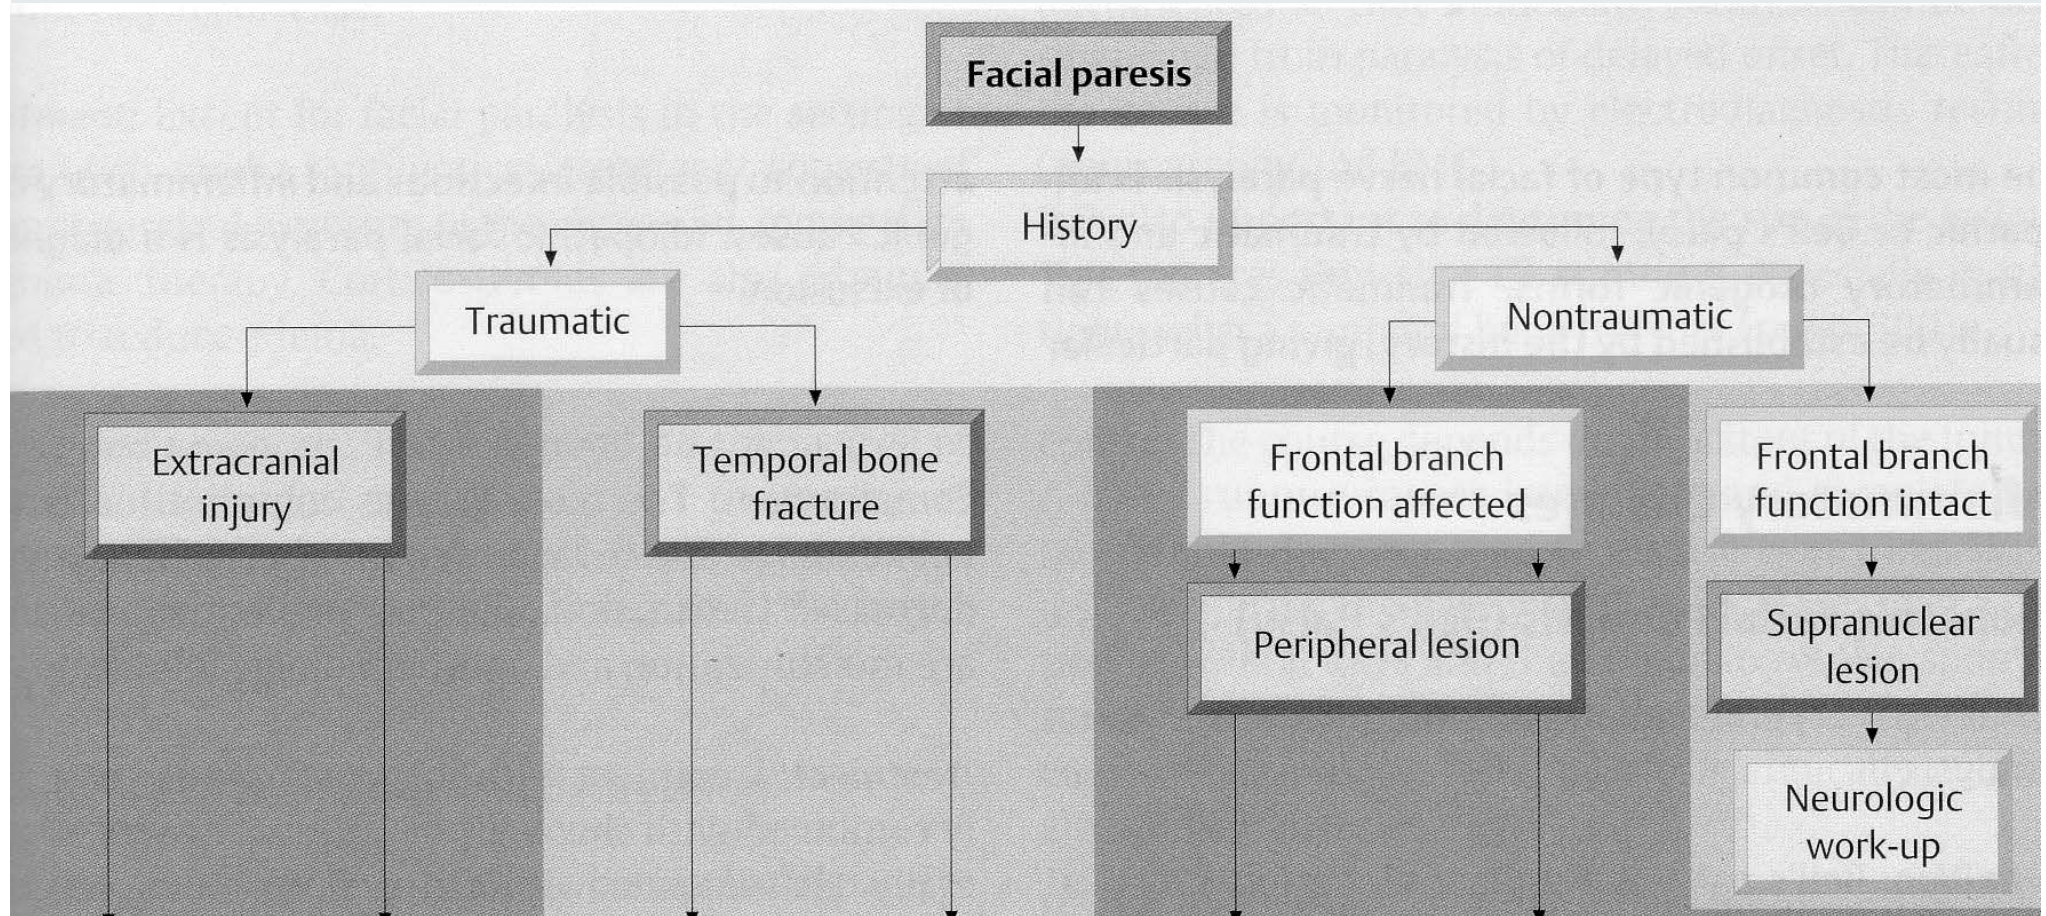 Facial paresis
History
Traumatic
Nontraumatic
Extracranial
injury
Temporal bone
fracture
Frontal branch
function affected
Frontal branch
function intact
Peripheral lesion
Supranuclear
lesion
Neurologic
work-up